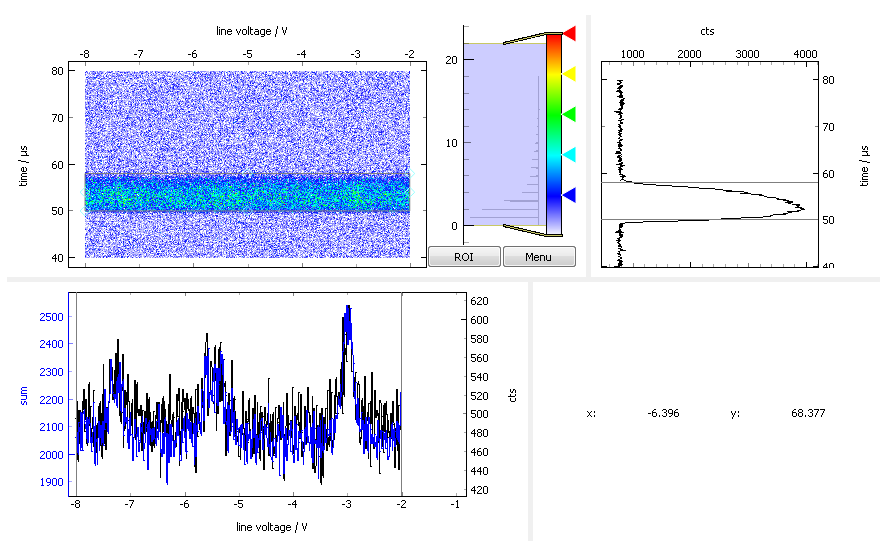 line voltage / V
-8 -7 -6 -5 -4 -3 -2
80
70
60
50
40
time / µs
20
10
0
ROI Menu
cts
1000 2000 3000 4000
80
70
60
50
40
time / µs
2500
2400
2300
2200
2100
2000
1900
sum
620
600
580
560
540
520
500
480
460
440
420
cts
-8 -7 -6 -5 -4 -3 -2 -1
line voltage / V
x: -6.396 y: 68.377